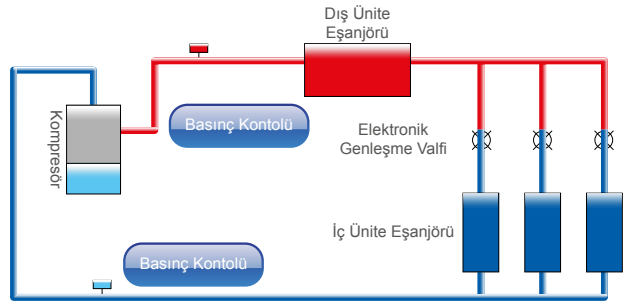 Dış Ünite
Eşanjörü
Kompresör
Basınç Kontolü
Elektronik
Genleşme Valfi
İç Ünite Eşanjörü
Basınç Kontolü